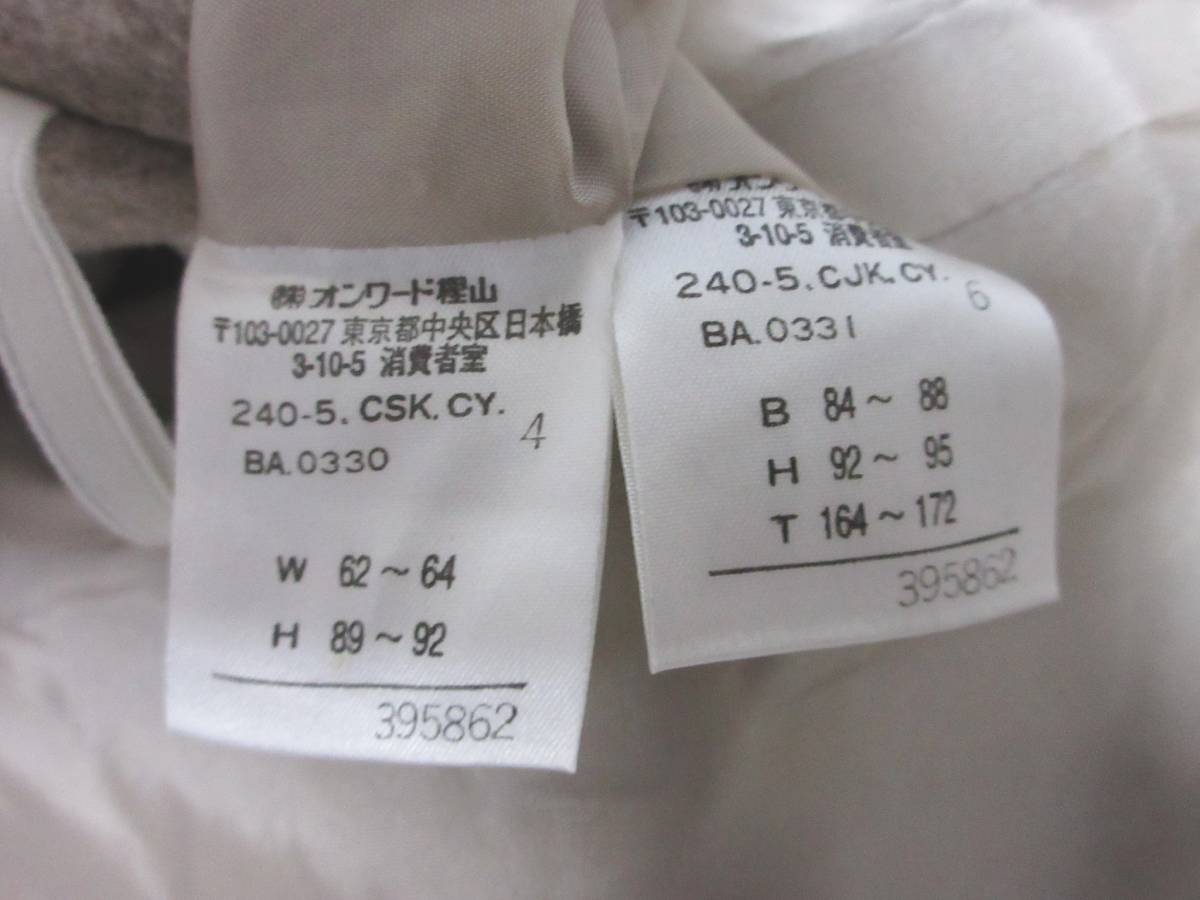 ㈱オンワード樫山
〒103-0027 東京都中央区日本橋
3-10-5 消費者室
240-5. CSK. CY.
4
BA.0330
W 62～64
H 89～92
395862
〒103-0027 東京都
3-10-5 消費者室
240-5. CJK. CY.
6
BA.0331
B 84～ 88
H 92～ 95
T 164～172
395862